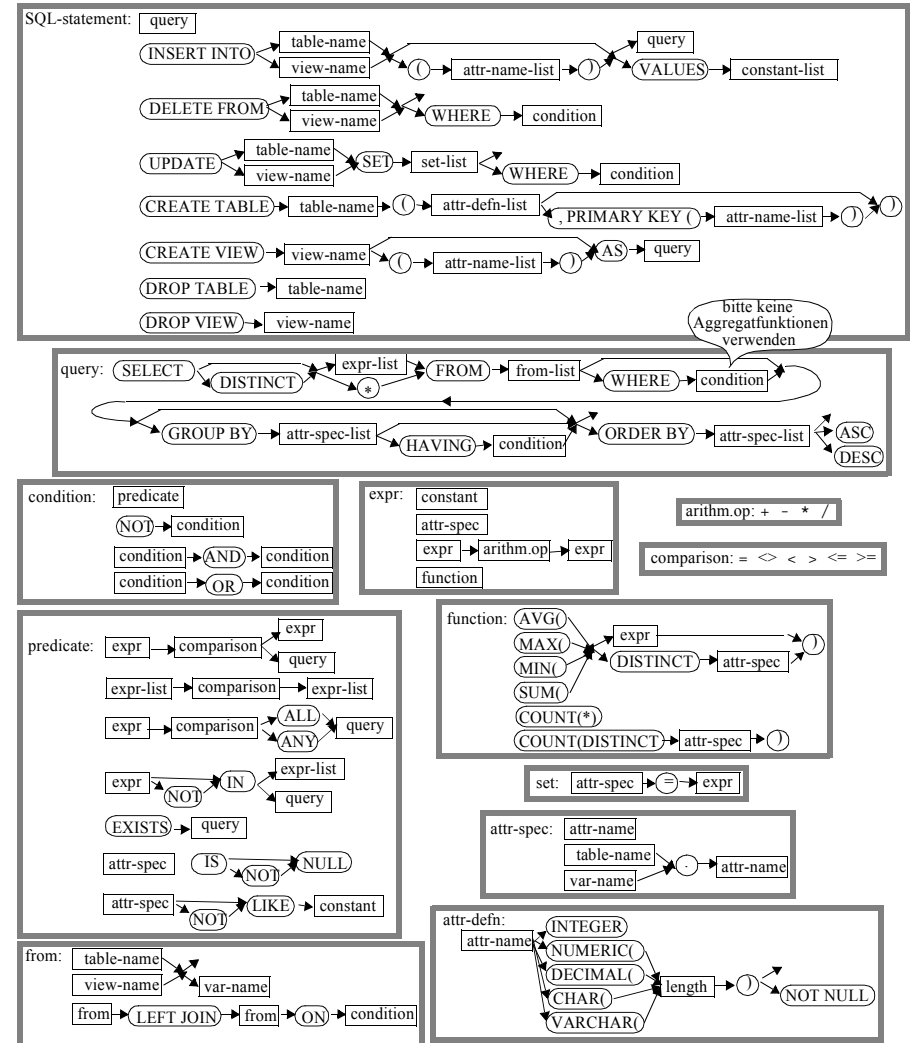 SQL-statement: query
INSERT INTO table-name view-name ( attr-name-list ) query VALUES constant-list
DELETE FROM table-name view-name WHERE condition
UPDATE table-name view-name SET set-list WHERE condition
CREATE TABLE table-name ( attr-defn-list , PRIMARY KEY ( attr-name-list ) )
CREATE VIEW view-name ( attr-name-list ) AS query
DROP TABLE table-name
DROP VIEW view-name
bitte keine
Aggregatfunktionen
verwenden
query: SELECT DISTINCT expr-list * FROM from-list WHERE condition
GROUP BY attr-spec-list HAVING condition ORDER BY attr-spec-list ASC DESC
condition: predicate
NOT condition
condition AND condition
condition OR condition
expr: constant
attr-spec
expr arithm.op expr
function
arithm.op: + - * /
comparison: = <> < > <= >=
predicate: expr comparison expr query
expr-list comparison expr-list
expr comparison ALL ANY query
expr NOT IN expr-list query
EXISTS query
attr-spec IS NOT NULL
attr-spec NOT LIKE constant
function: AVG( MAX( MIN( SUM( expr DISTINCT attr-spec )
COUNT(*)
COUNT(DISTINCT attr-spec )
set: attr-spec = expr
attr-spec: attr-name
table-name var-name . attr-name
from: table-name view-name var-name
from LEFT JOIN from ON condition
attr-defn:
attr-name INTEGER NUMERIC( DECIMAL( CHAR( VARCHAR( length ) NOT NULL